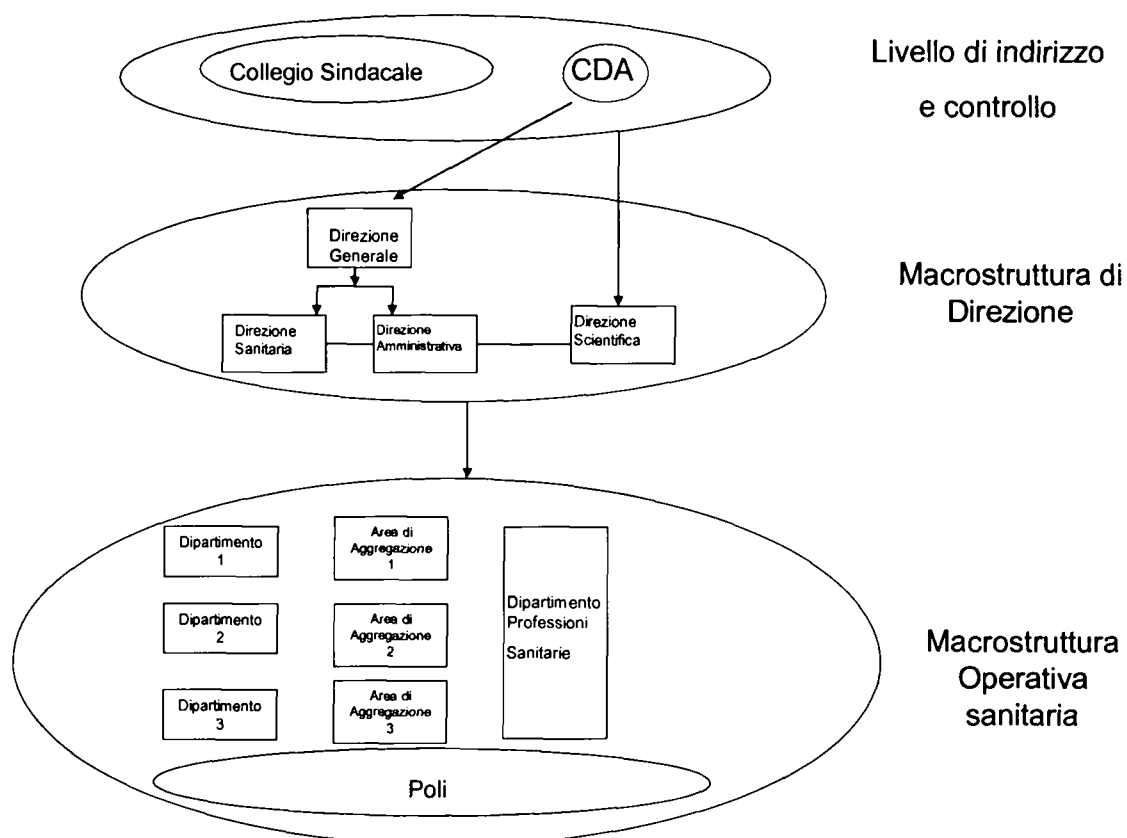 Collegio Sindacale
CDA
Livello di indirizzo
e controllo
Direzione
Generale
Direzione
Sanitaria
Direzione
Amministrativa
Direzione
Scientifica
Macrostruttura di
Direzione
Dipartimento
1
Area di
Aggregazione
1
Dipartimento
2
Area di
Aggregazione
2
Dipartimento
3
Area di
Aggregazione
3
Dipartimento
Professioni
Sanitarie
Poli
Macrostruttura
Operativa
sanitaria